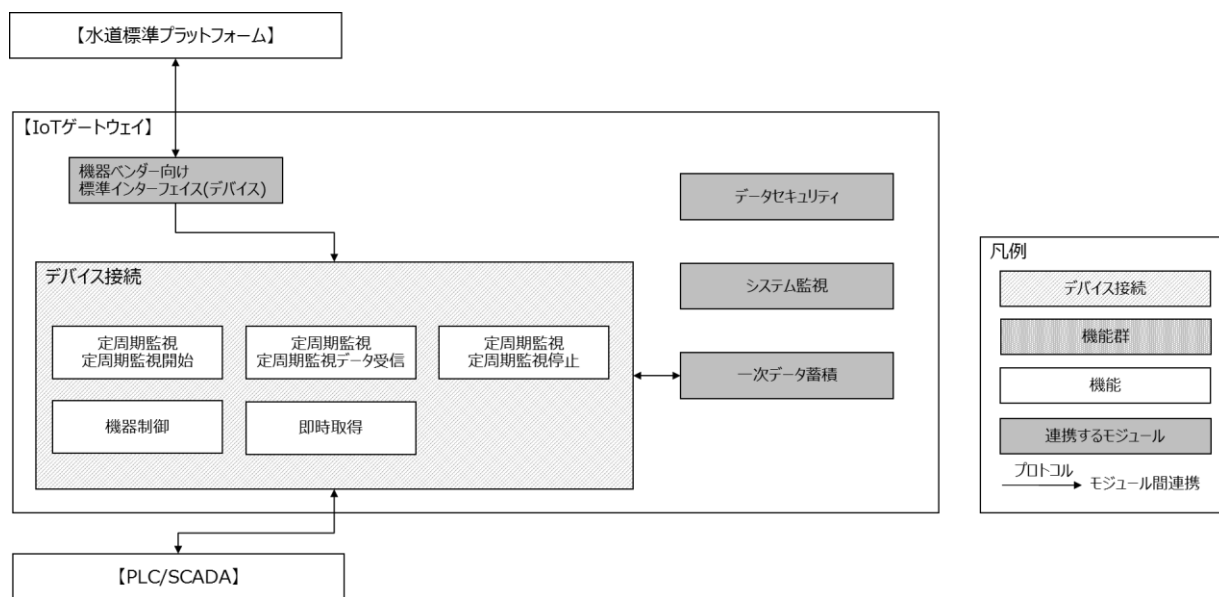 【水道標準プラットフォーム】
【IoTゲートウェイ】
機器ベンダー向け
標準インターフェイス(デバイス)
データセキュリティ
デバイス接続
システム監視
定周期監視
定周期監視開始
定周期監視
定周期監視データ受信
定周期監視
定周期監視停止
一次データ蓄積
機器制御
即時取得
【PLC/SCADA】
凡例
デバイス接続
機能群
機能
連携するモジュール
プロトコル
モジュール間連携